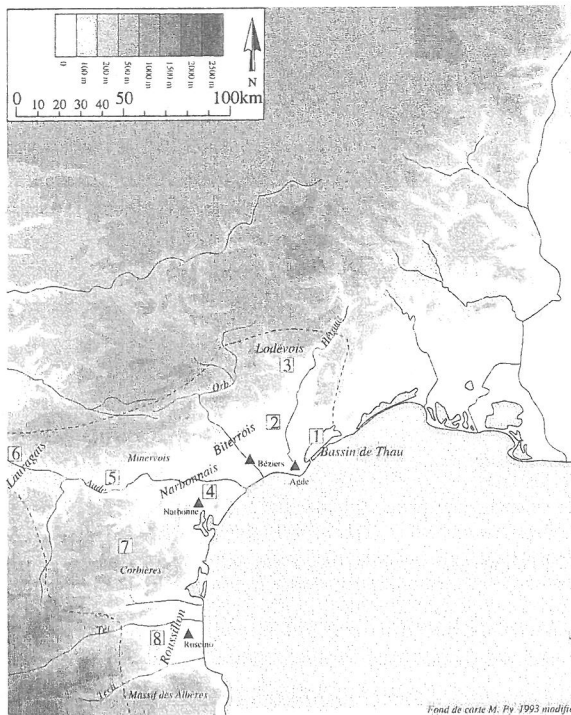 0
100 m
200 m
500 m
1000 m
1500 m
2000 m
2500 m
N
0 10 20 30 50 100km
Lodévois
3
Hérault
Orb
2
1
Bassin de Thau
Biterrois
Béziers
Agde
6
Lauragais
Minervois
5
Aude
Narbonnais
4
Narbonne
7
Corbières
Têt
8
Roussillon
Ruscino
Tech
Massif des Albères
Fond de carte M. Py 1993 modifié